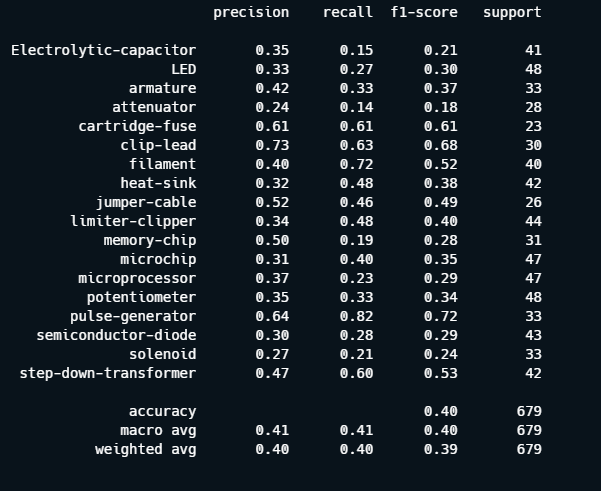 precision recall f1-score support
Electrolytic-capacitor 0.35 0.15 0.21 41
LED 0.33 0.27 0.30 48
armature 0.42 0.33 0.37 33
attenuator 0.24 0.14 0.18 28
cartridge-fuse 0.61 0.61 0.61 23
clip-lead 0.73 0.63 0.68 30
filament 0.40 0.72 0.52 40
heat-sink 0.32 0.48 0.38 42
jumper-cable 0.52 0.46 0.49 26
limiter-clipper 0.34 0.48 0.40 44
memory-chip 0.50 0.19 0.28 31
microchip 0.31 0.40 0.35 47
microprocessor 0.37 0.23 0.29 47
potentiometer 0.35 0.33 0.34 48
pulse-generator 0.64 0.82 0.72 33
semiconductor-diode 0.30 0.28 0.29 43
solenoid 0.27 0.21 0.24 33
step-down-transformer 0.47 0.60 0.53 42
accuracy 0.40 679
macro avg 0.41 0.41 0.40 679
weighted avg 0.40 0.40 0.39 679